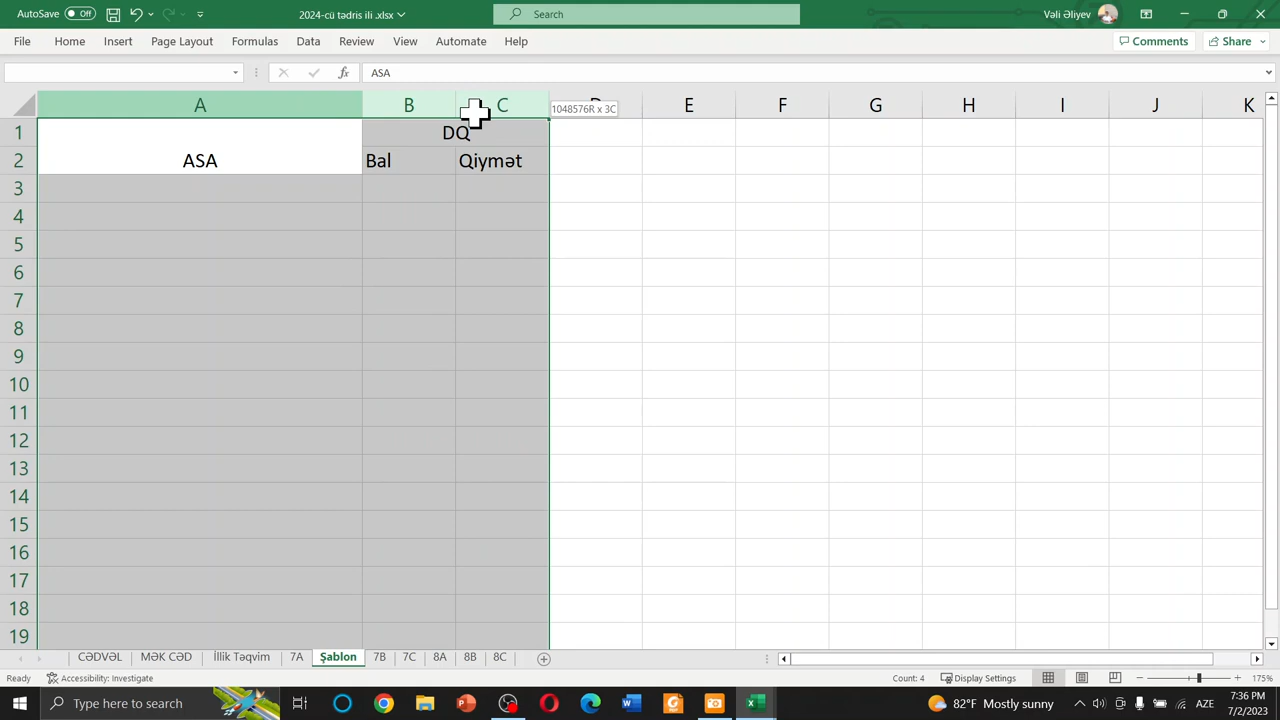 AutoSave Off 2024-cü tədris ili .xlsx Search Vəli Əliyev
File Home Insert Page Layout Formulas Data Review View Automate Help Comments Share
fx ASA
A B C D E F G H I J K
1048576R x 3C
1 DQ
2 ASA Bal Qiymət
3
4
5
6
7
8
9
10
11
12
13
14
15
16
17
18
19
CƏDVƏL MƏK CƏD İllik Təqvim 7A Şablon 7B 7C 8A 8B 8C
Ready Accessibility: Investigate Count: 4 Display Settings 175%
Type here to search 82°F Mostly sunny AZE 7:36 PM
7/2/2023